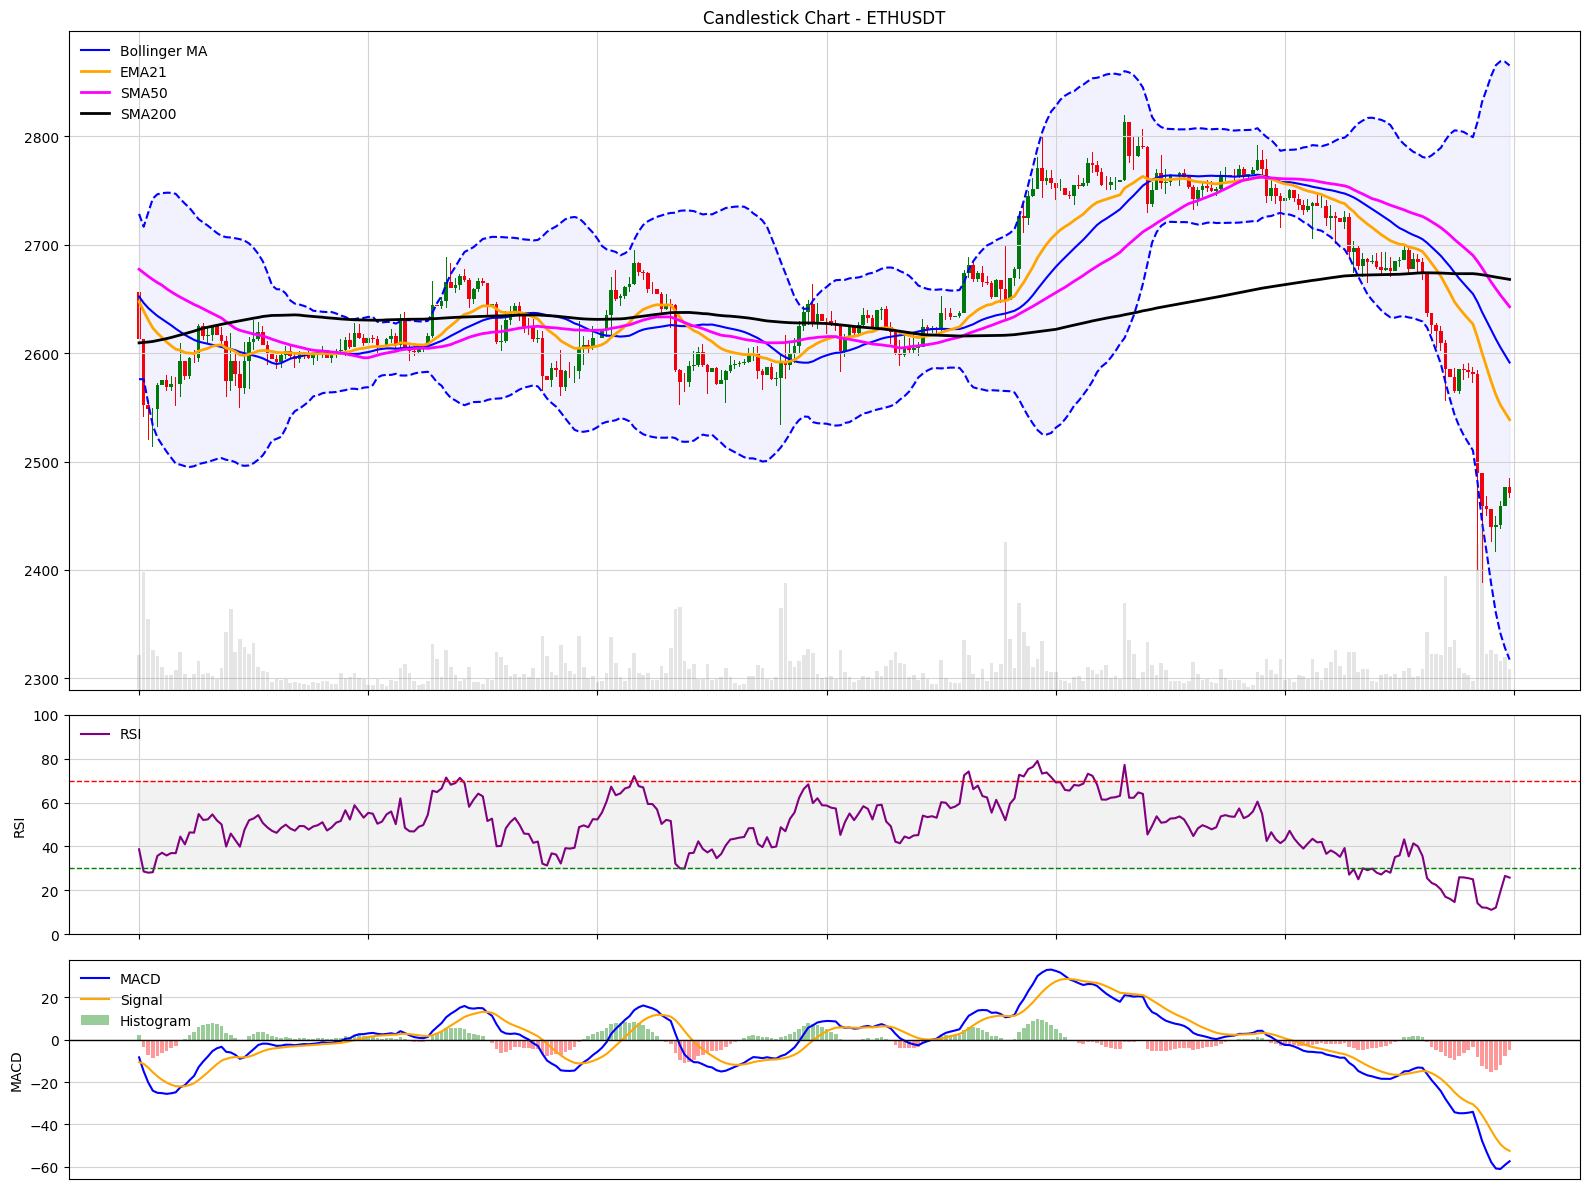 Candlestick Chart - ETHUSDT
Bollinger MA
EMA21
SMA50
SMA200
2800
2700
2600
2500
2400
2300
RSI
100
80
60
40
20
0
RSI
MACD
Signal
Histogram
20
0
−20
−40
−60
MACD